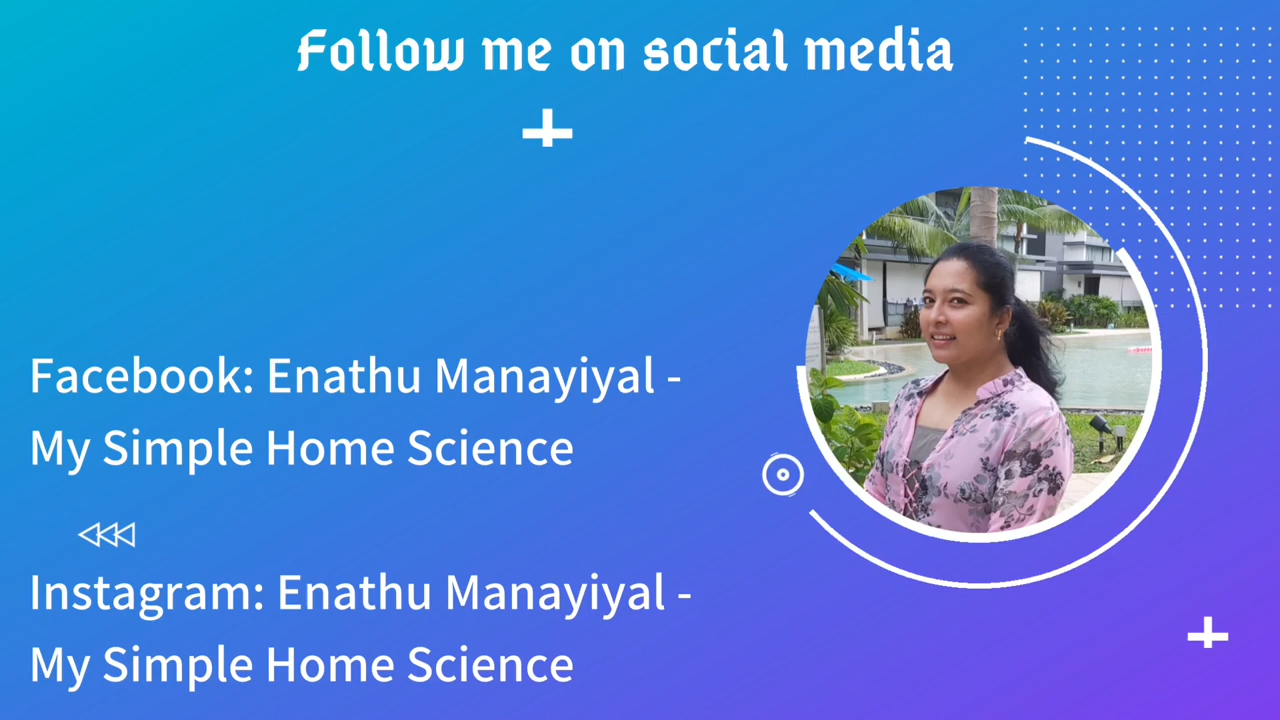 Follow me on social media
Facebook: Enathu Manayiyal -
My Simple Home Science
Instagram: Enathu Manayiyal -
My Simple Home Science